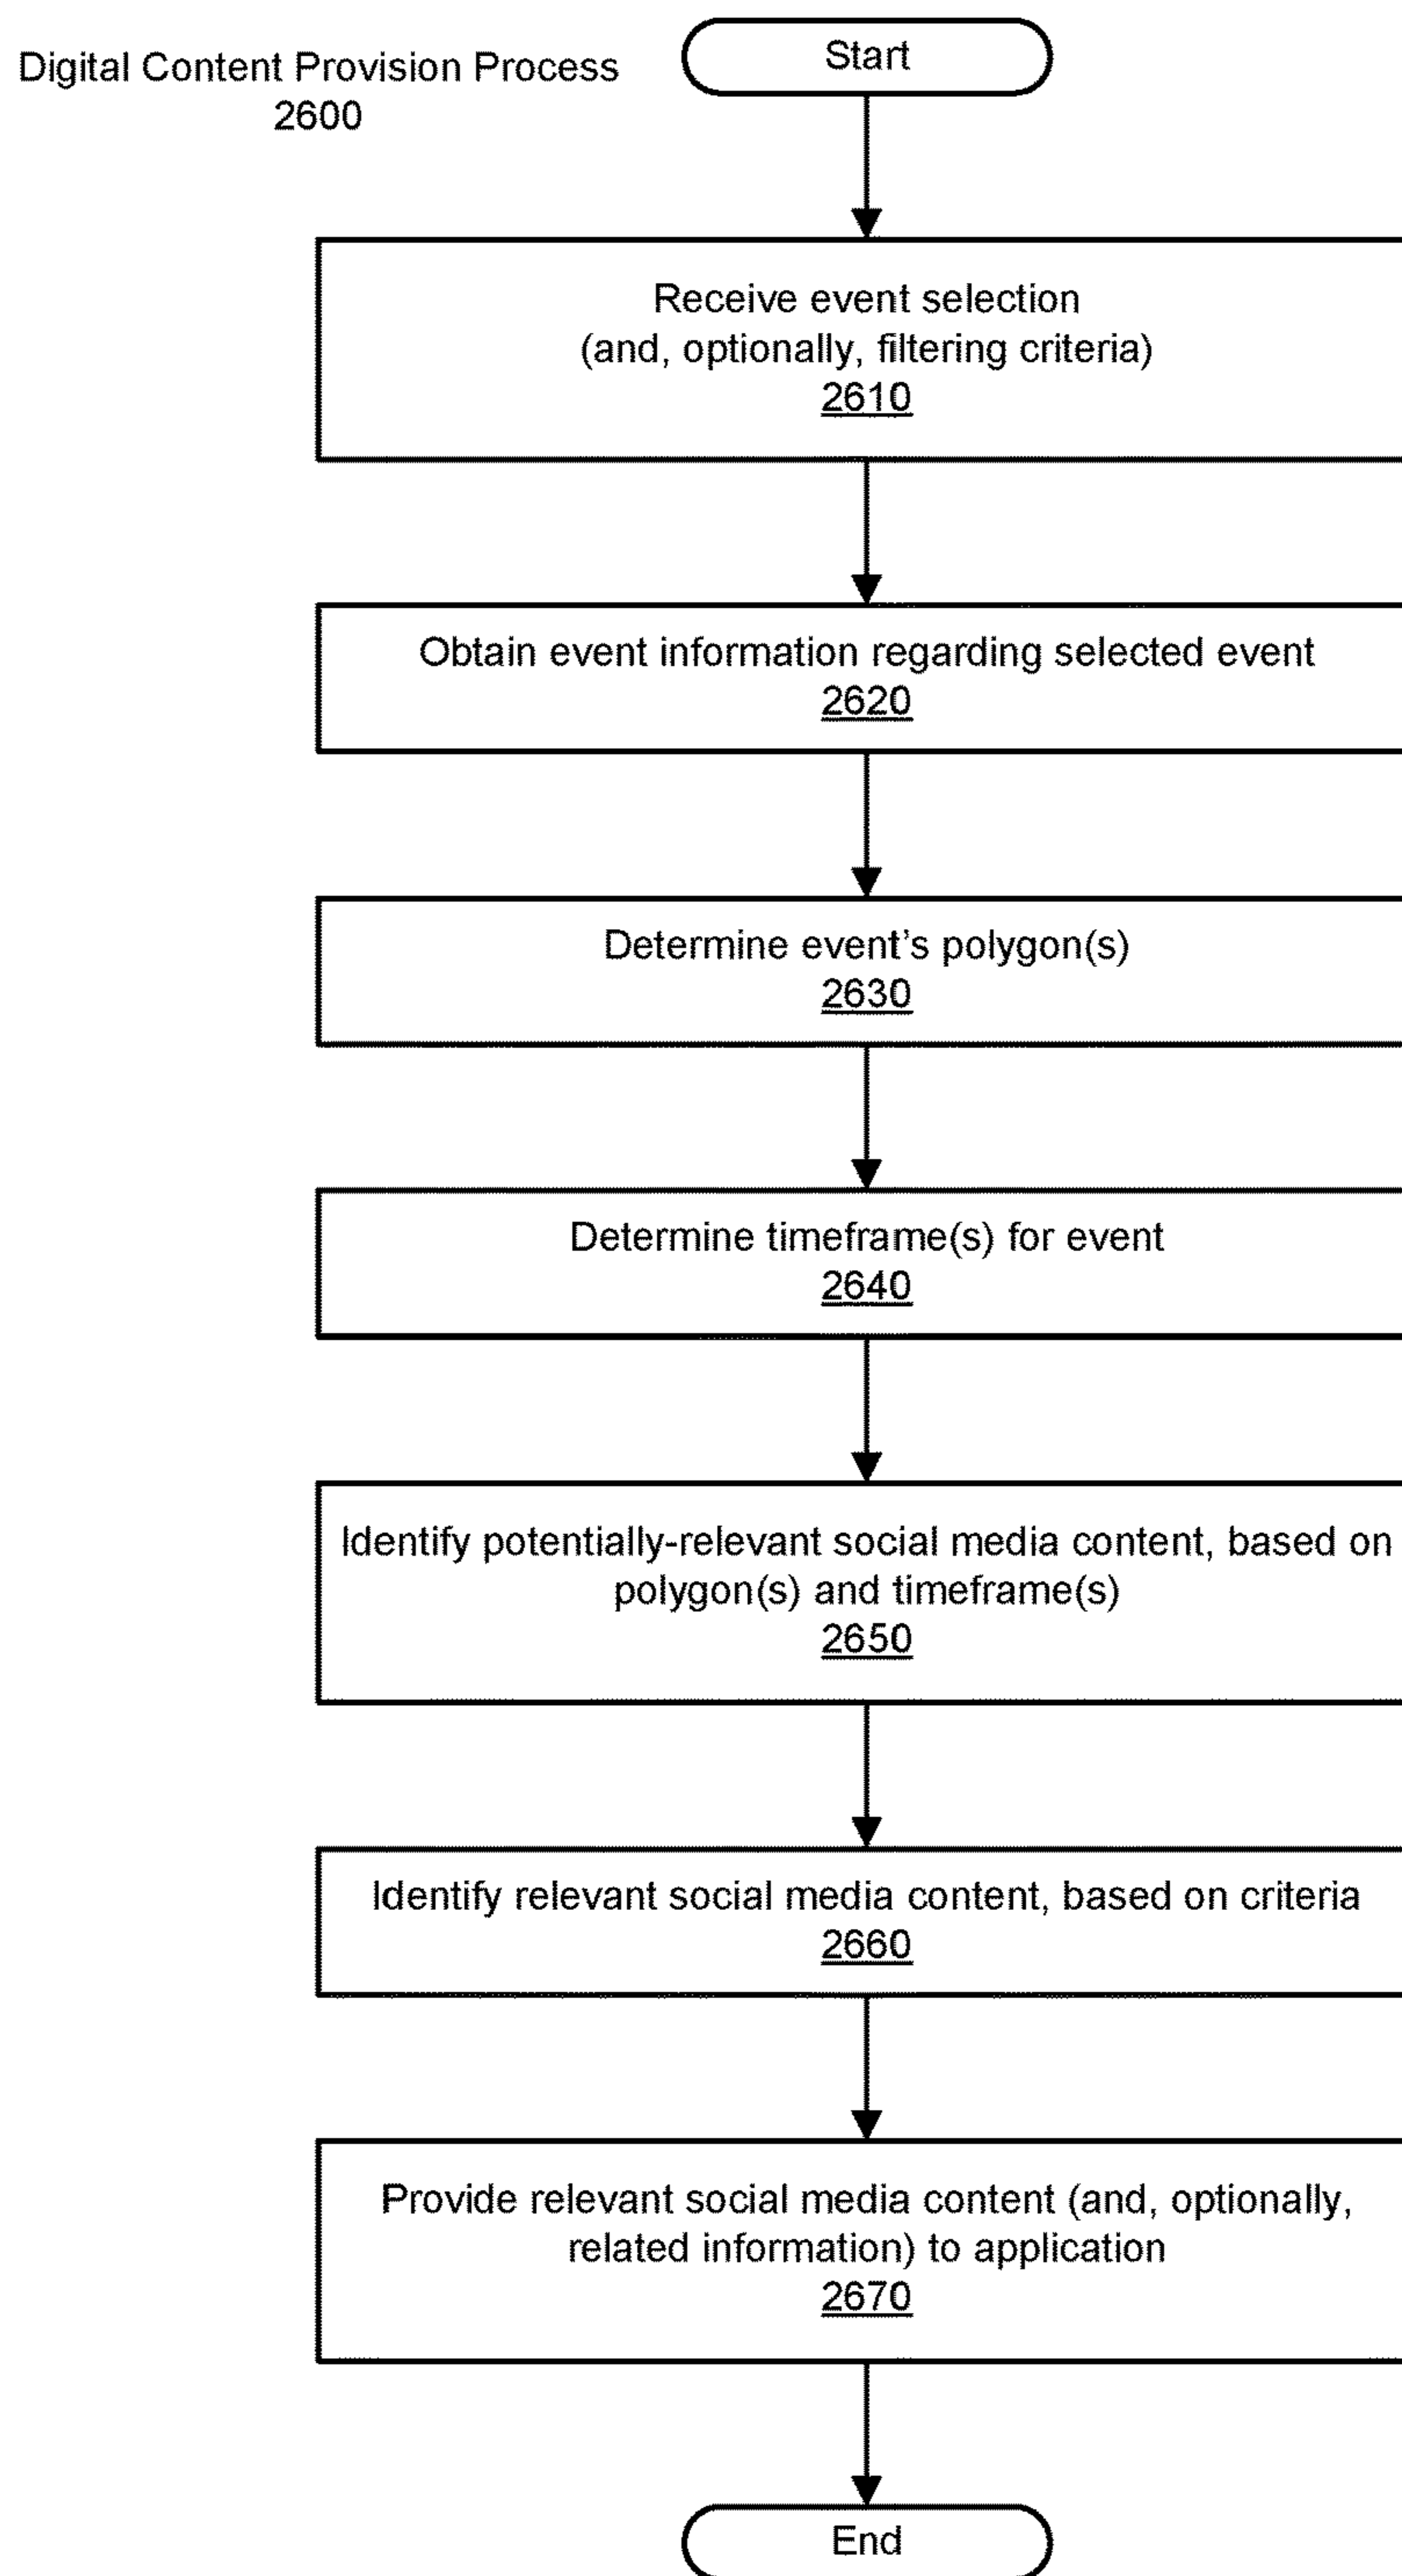 Digital Content Provision Process
2600
Start
Receive event selection
(and, optionally, filtering criteria)
2610
Obtain event information regarding selected event
2620
Determine event's polygon(s)
2630
Determine timeframe(s) for event
2640
Identify potentially-relevant social media content, based on
polygon(s) and timeframe(s)
2650
Identify relevant social media content, based on criteria
2660
Provide relevant social media content (and, optionally,
related information) to application
2670
End